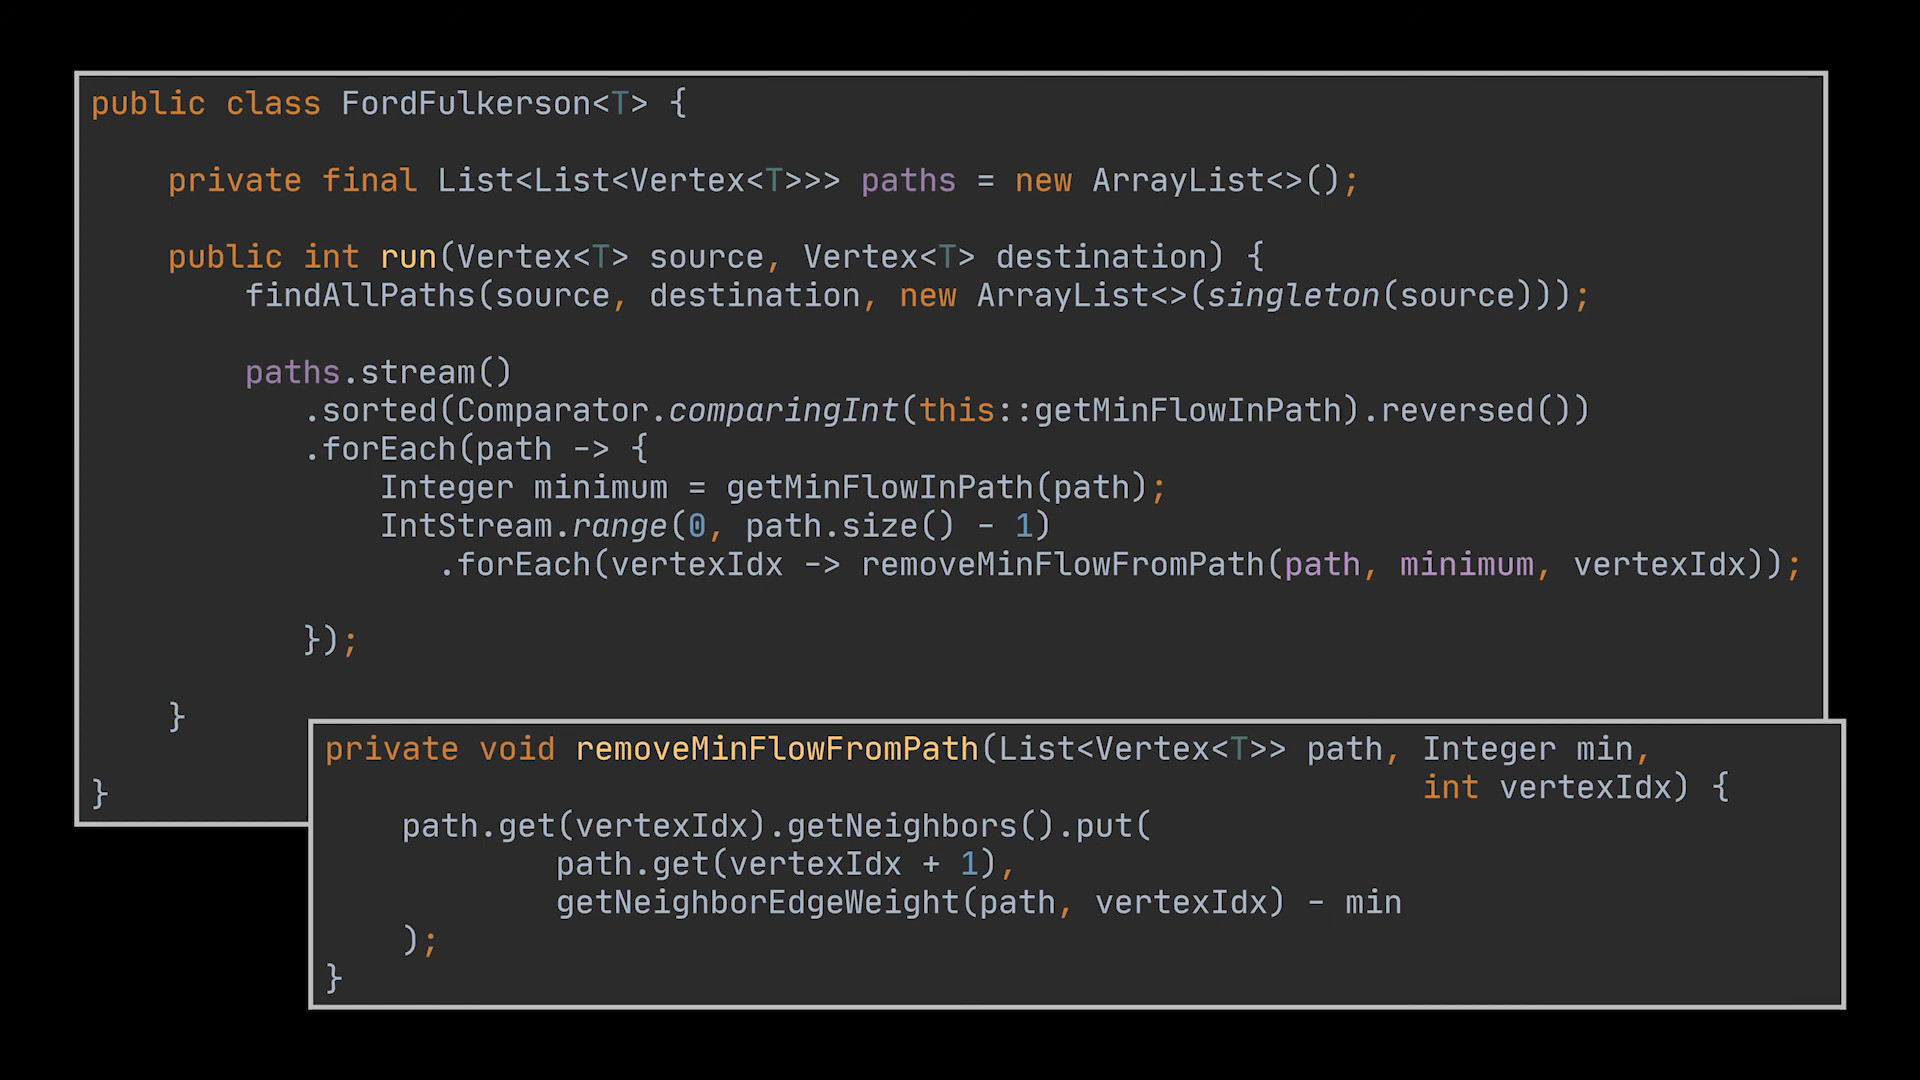 public class FordFulkerson<T> {
private final List<List<Vertex<T>>> paths = new ArrayList<>();
public int run(Vertex<T> source, Vertex<T> destination) {
findAllPaths(source, destination, new ArrayList<>(singleton(source)));
paths.stream()
.sorted(Comparator.comparingInt(this::getMinFlowInPath).reversed())
.forEach(path -> {
Integer minimum = getMinFlowInPath(path);
IntStream.range(0, path.size() - 1)
.forEach(vertexIdx -> removeMinFlowFromPath(path, minimum, vertexIdx));
});
}
}
private void removeMinFlowFromPath(List<Vertex<T>> path, Integer min,
int vertexIdx) {
path.get(vertexIdx).getNeighbors().put(
path.get(vertexIdx + 1),
getNeighborEdgeWeight(path, vertexIdx) - min
);
}